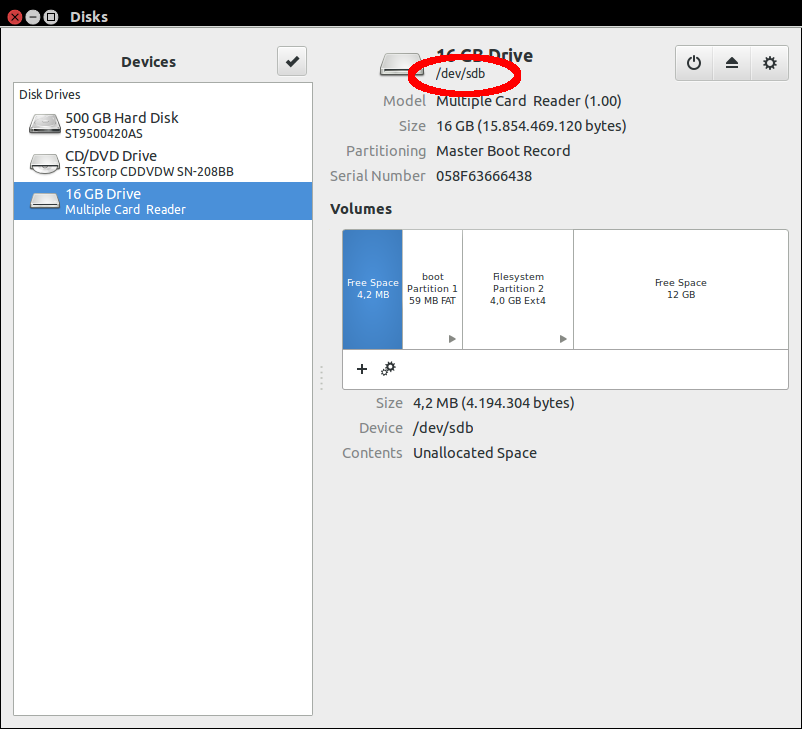 Disks
Devices
Disk Drives
500 GB Hard Disk
ST9500420AS
CD/DVD Drive
TSSTcorp CDDVDW SN-208BB
16 GB Drive
Multiple Card  Reader
16 GB Drive
/dev/sdb
Model Multiple Card  Reader (1.00)
Size 16 GB (15.854.469.120 bytes)
Partitioning Master Boot Record
Serial Number 058F63666438
Volumes
Free Space
4,2 MB
boot
Partition 1
59 MB FAT
Filesystem
Partition 2
4,0 GB Ext4
Free Space
12 GB
Size 4,2 MB (4.194.304 bytes)
Device /dev/sdb
Contents Unallocated Space